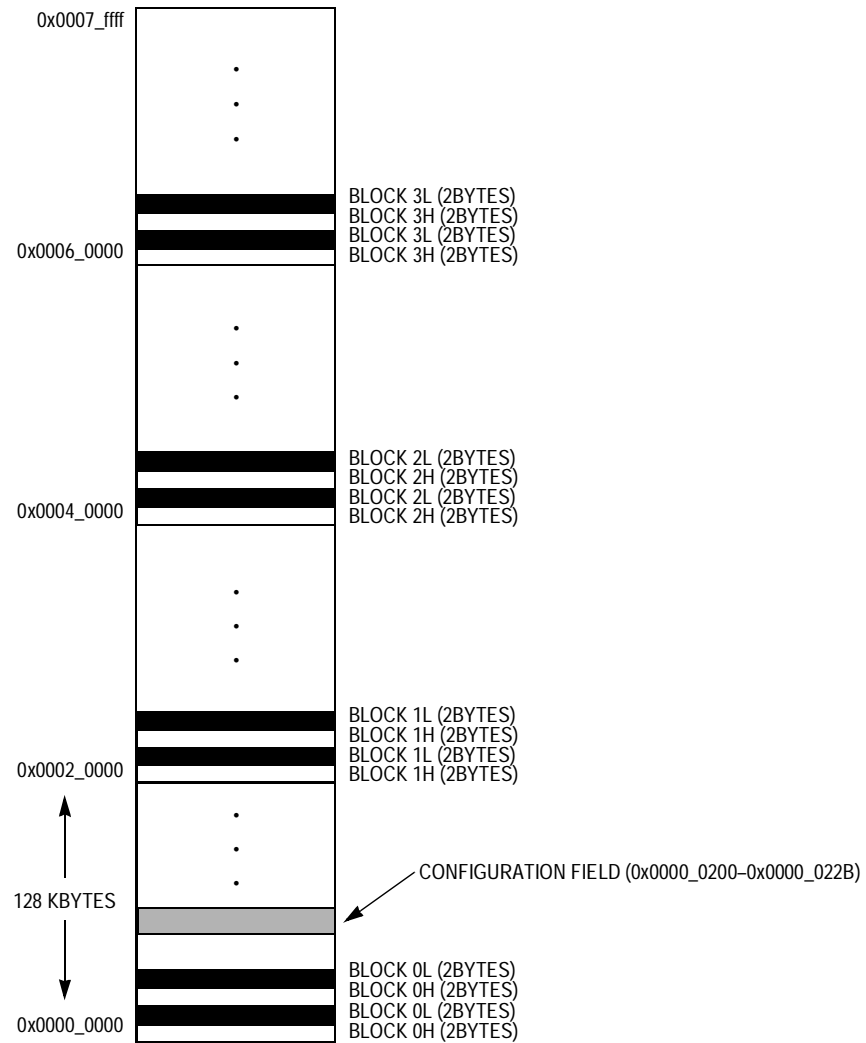 0x0007_ffff
BLOCK 3L (2BYTES)
BLOCK 3H (2BYTES)
BLOCK 3L (2BYTES)
BLOCK 3H (2BYTES)
0x0006_0000
BLOCK 2L (2BYTES)
BLOCK 2H (2BYTES)
BLOCK 2L (2BYTES)
BLOCK 2H (2BYTES)
0x0004_0000
BLOCK 1L (2BYTES)
BLOCK 1H (2BYTES)
BLOCK 1L (2BYTES)
BLOCK 1H (2BYTES)
0x0002_0000
CONFIGURATION FIELD (0x0000_0200–0x0000_022B)
128 KBYTES
BLOCK 0L (2BYTES)
BLOCK 0H (2BYTES)
BLOCK 0L (2BYTES)
BLOCK 0H (2BYTES)
0x0000_0000